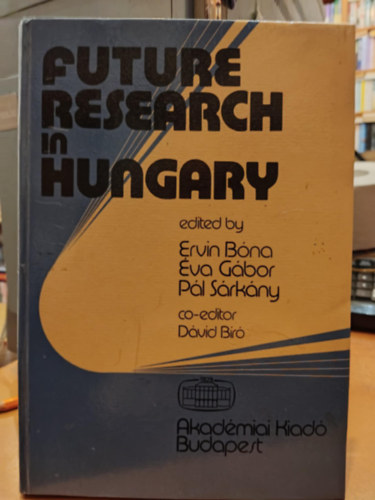 FUTURE
RESEARCH
in
HUNGARY
edited by
Ervin Bóna
Éva Gábor
Pál Sárkány
co-editor
Dávid Biró
Akadémiai Kiadó
Budapest